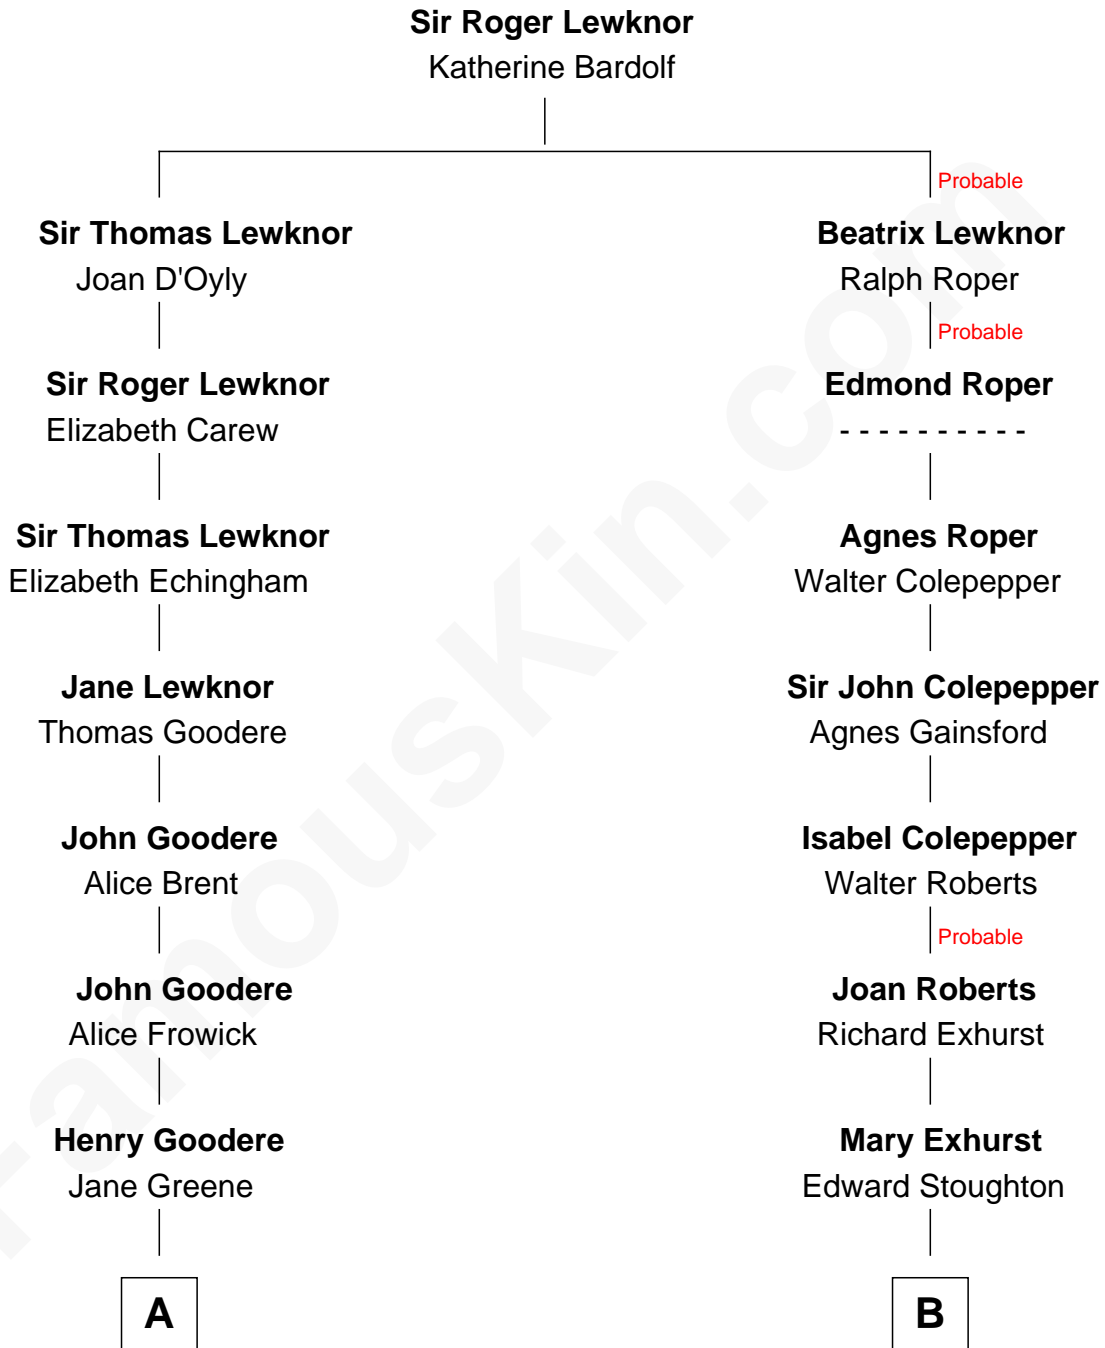 Sir Roger Lewknor
Katherine Bardolf
Probable
Sir Thomas Lewknor
Joan D'Oyly
Beatrix Lewknor
Ralph Roper
Probable
Sir Roger Lewknor
Elizabeth Carew
Edmond Roper
- - - - - - - - - -
Sir Thomas Lewknor
Elizabeth Echingham
Agnes Roper
Walter Colepepper
Jane Lewknor
Thomas Goodere
Sir John Colepepper
Agnes Gainsford
John Goodere
Alice Brent
Isabel Colepepper
Walter Roberts
Probable
John Goodere
Alice Frowick
Joan Roberts
Richard Exhurst
Henry Goodere
Jane Greene
Mary Exhurst
Edward Stoughton
A
B
FamousKin.com